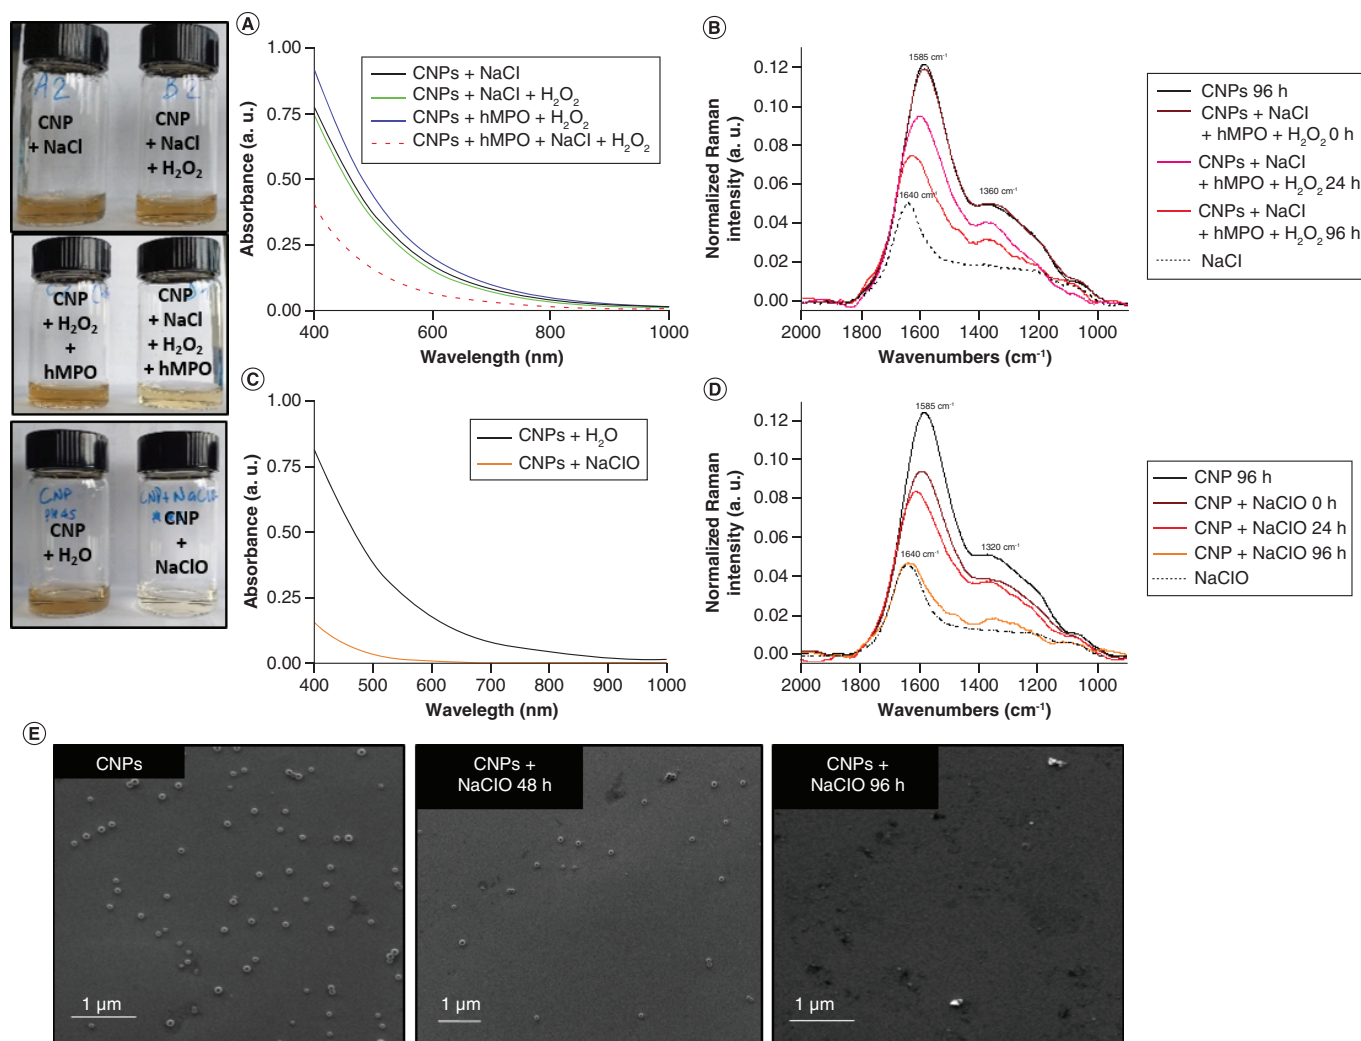 A2
CNP
+ NaCl
B2
CNP
+ NaCl
+ H₂O₂
CNP
+ H₂O₂
+
hMPO
CNP
+ NaCl
+ H₂O₂
+ hMPO
CNP
CNP
+ H₂O
CNP+NaClO
CNP
+
NaClO
A
Absorbance (a. u.)
1.00
0.75
0.50
0.25
0.00
400
600
800
1000
Wavelength (nm)
CNPs + NaCl
CNPs + NaCl + H₂O₂
CNPs + hMPO + H₂O₂
CNPs + hMPO + NaCl + H₂O₂
B
Normalized Raman
intensity (a. u.)
0.12
0.10
0.08
0.06
0.04
0.02
0.00
2000
1800
1600
1400
1200
1000
Wavenumbers (cm⁻¹)
1585 cm⁻¹
1640 cm⁻¹
1360 cm⁻¹
CNPs 96 h
CNPs + NaCl
+ hMPO + H₂O₂ 0 h
CNPs + NaCl
+ hMPO + H₂O₂ 24 h
CNPs + NaCl
+ hMPO + H₂O₂ 96 h
NaCl
C
Absorbance (a. u.)
1.00
0.75
0.50
0.25
0.00
400
500
600
700
800
900
1000
Wavelegth (nm)
CNPs + H₂O
CNPs + NaClO
D
Normalized Raman
intensity (a. u.)
0.12
0.10
0.08
0.06
0.04
0.02
0.00
2000
1800
1600
1400
1200
1000
Wavenumbers (cm⁻¹)
1585 cm⁻¹
1640 cm⁻¹
1320 cm⁻¹
CNP 96 h
CNP + NaClO 0 h
CNP + NaClO 24 h
CNP + NaClO 96 h
NaClO
E
CNPs
1 µm
CNPs +
NaClO 48 h
1 µm
CNPs +
NaClO 96 h
1 µm